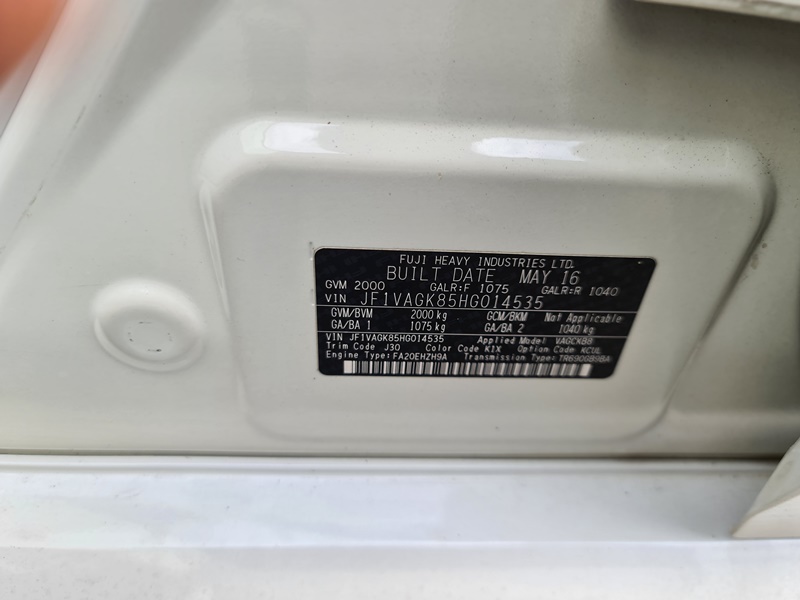 FUJI HEAVY INDUSTRIES LTD.
BUILT DATE MAY 16
GVM 2000 GALR:F 1075 GALR:R 1040
VIN JF1VAGK85HG014535
GVM/BVM 2000 kg GCM/BKM Not Applicable
GA/BA 1 1075 kg GA/BA 2 1040 kg
VIN JF1VAGK85HG014535 Applied Model VAGCKB8
Trim Code J30 Color Code K1X Option Code KCUL
Engine Type: FA20EHZH9A Transmission Type: